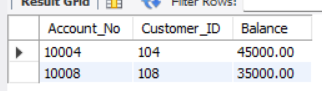 Result Grid Filter Rows:
Account_No Customer_ID Balance
10004 104 45000.00
10008 108 35000.00